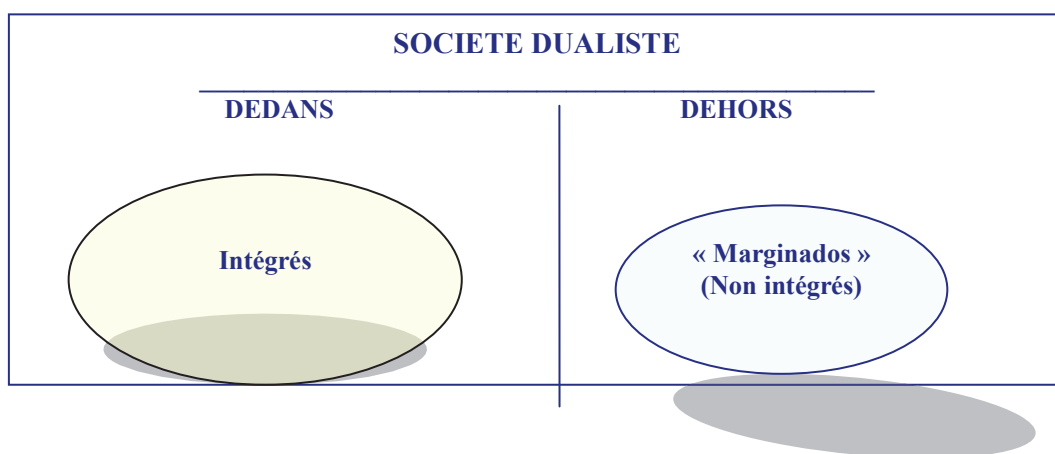 SOCIETE DUALISTE
DEDANS
DEHORS
Intégrés
« Marginados »
(Non intégrés)